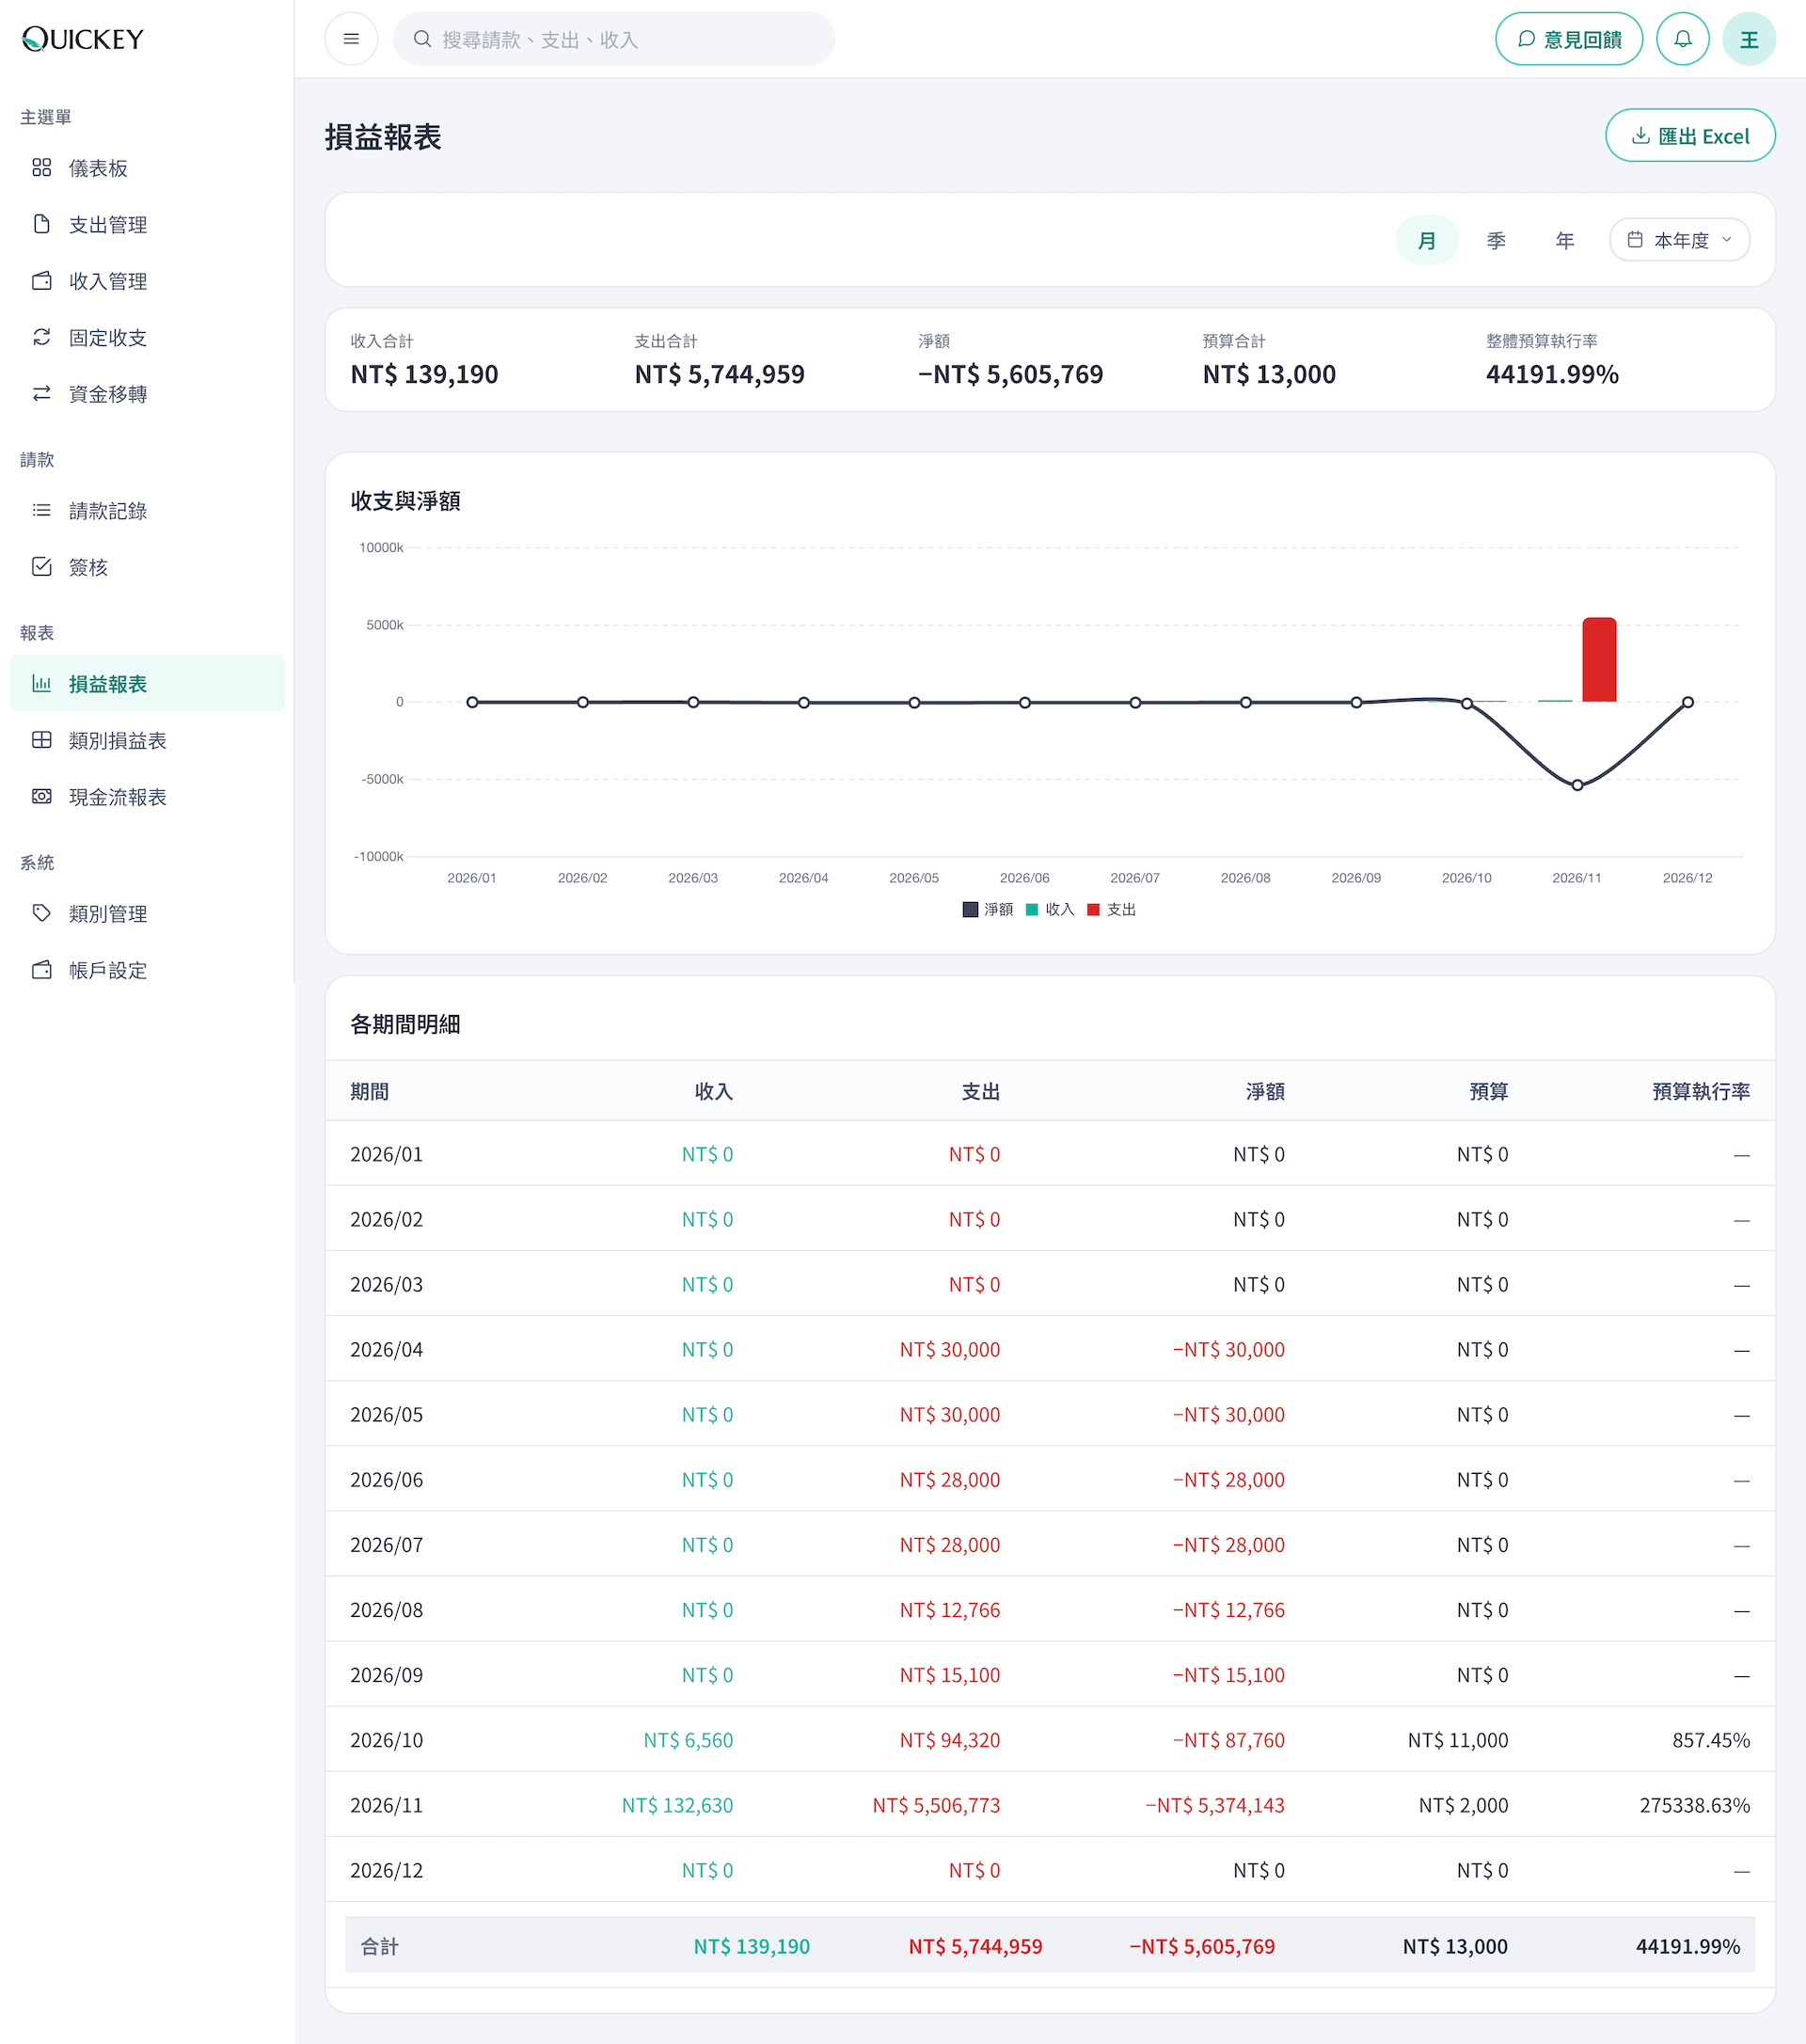 QUICKEY
搜尋請款、支出、收入
意見回饋
王
主選單
儀表板
支出管理
收入管理
固定收支
資金移轉
請款
請款記錄
簽核
報表
損益報表
類別損益表
現金流報表
系統
類別管理
帳戶設定
損益報表
匯出 Excel
月 季 年 本年度
收入合計 支出合計 淨額 預算合計 整體預算執行率
NT$ 139,190 NT$ 5,744,959 −NT$ 5,605,769 NT$ 13,000 44191.99%
收支與淨額
10000k
5000k
0
-5000k
-10000k
2026/01 2026/02 2026/03 2026/04 2026/05 2026/06 2026/07 2026/08 2026/09 2026/10 2026/11 2026/12
淨額 收入 支出
各期間明細
期間 收入 支出 淨額 預算 預算執行率
2026/01 NT$ 0 NT$ 0 NT$ 0 NT$ 0 —
2026/02 NT$ 0 NT$ 0 NT$ 0 NT$ 0 —
2026/03 NT$ 0 NT$ 0 NT$ 0 NT$ 0 —
2026/04 NT$ 0 NT$ 30,000 −NT$ 30,000 NT$ 0 —
2026/05 NT$ 0 NT$ 30,000 −NT$ 30,000 NT$ 0 —
2026/06 NT$ 0 NT$ 28,000 −NT$ 28,000 NT$ 0 —
2026/07 NT$ 0 NT$ 28,000 −NT$ 28,000 NT$ 0 —
2026/08 NT$ 0 NT$ 12,766 −NT$ 12,766 NT$ 0 —
2026/09 NT$ 0 NT$ 15,100 −NT$ 15,100 NT$ 0 —
2026/10 NT$ 6,560 NT$ 94,320 −NT$ 87,760 NT$ 11,000 857.45%
2026/11 NT$ 132,630 NT$ 5,506,773 −NT$ 5,374,143 NT$ 2,000 275338.63%
2026/12 NT$ 0 NT$ 0 NT$ 0 NT$ 0 —
合計 NT$ 139,190 NT$ 5,744,959 −NT$ 5,605,769 NT$ 13,000 44191.99%